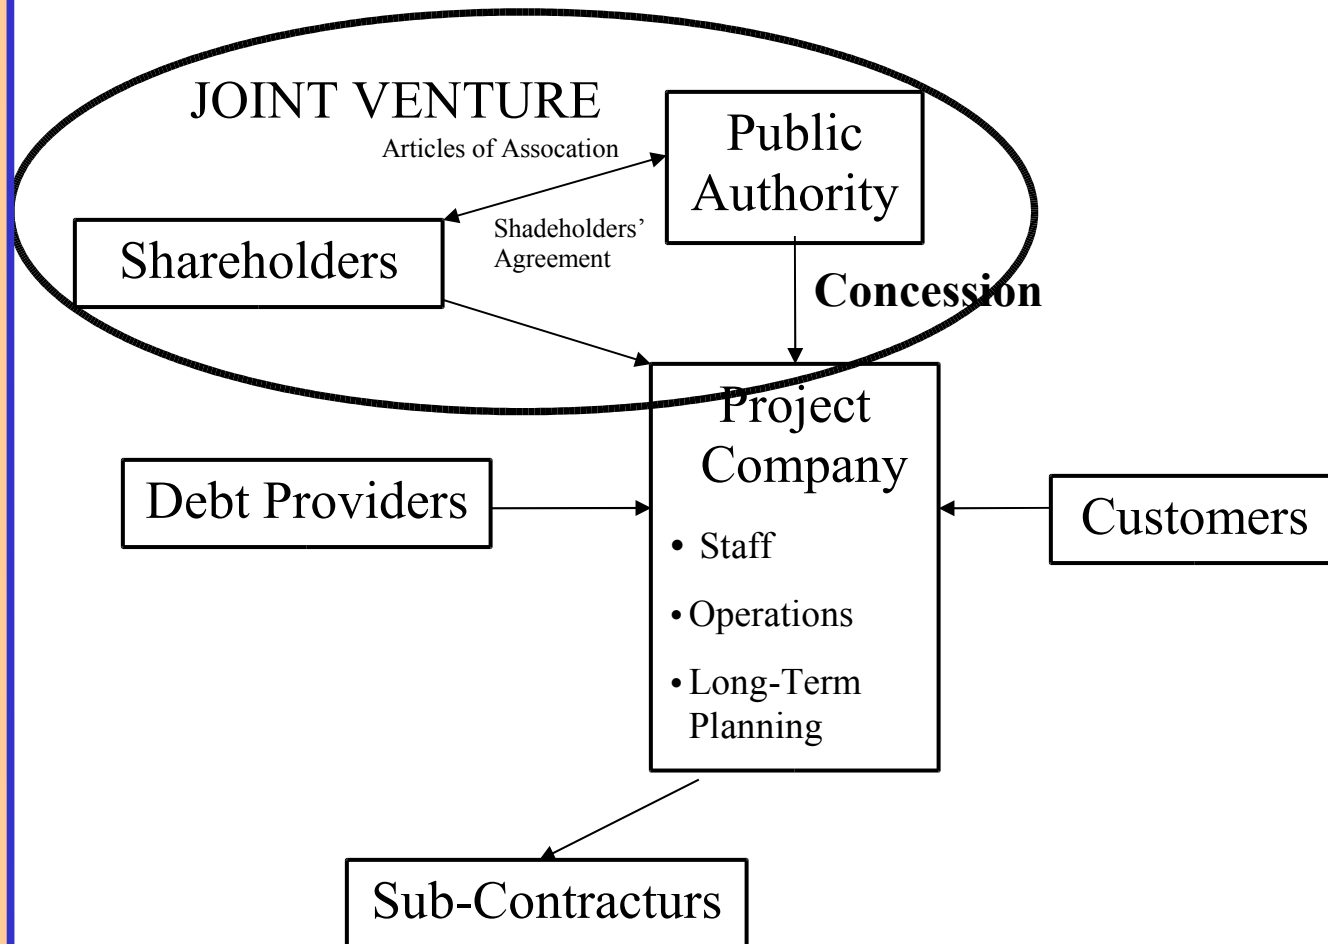 JOINT VENTURE
Articles of Assocation
Public
Authority
Shareholders
Shadeholders’
Agreement
Concession
Project
Company
Debt Providers
Customers
• Staff
• Operations
• Long-Term
Planning
Sub-Contracturs